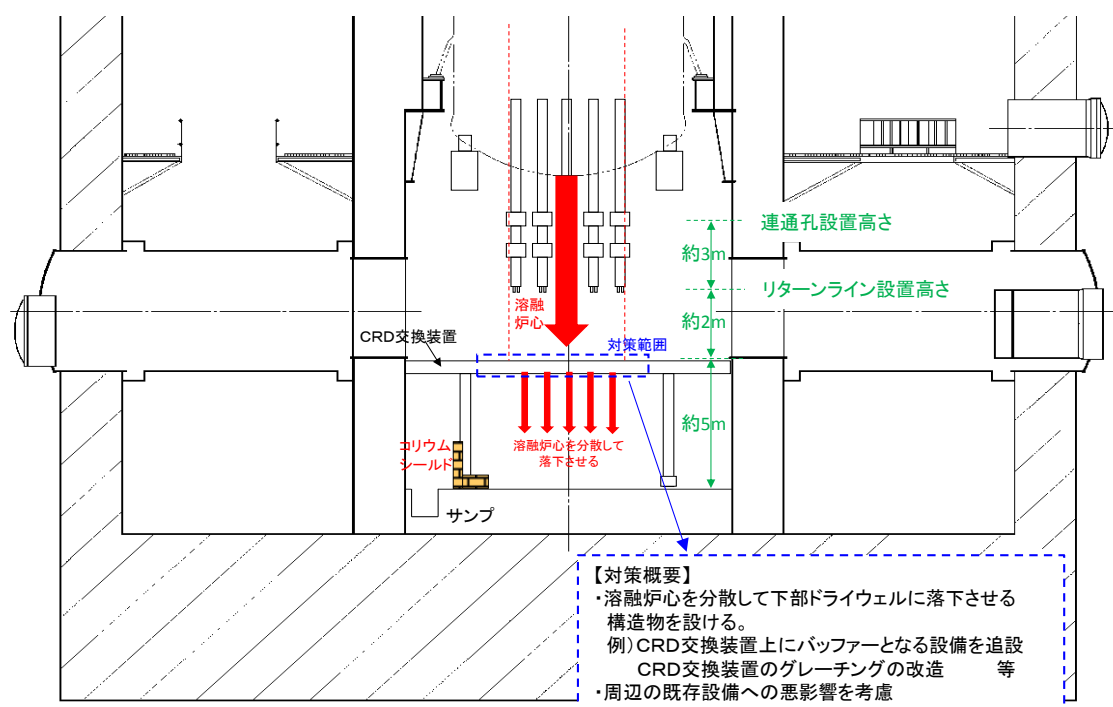 連通孔設置高さ
約3m
リターンライン設置高さ
溶融
炉心
約2m
CRD交換装置
対策範囲
約5m
コリウム
シールド
溶融炉心を分散して
落下させる
サンプ
【対策概要】
・溶融炉心を分散して下部ドライウェルに落下させる
構造物を設ける。
例)CRD交換装置上にバッファーとなる設備を追設
CRD交換装置のグレーチングの改造 等
・周辺の既存設備への悪影響を考慮